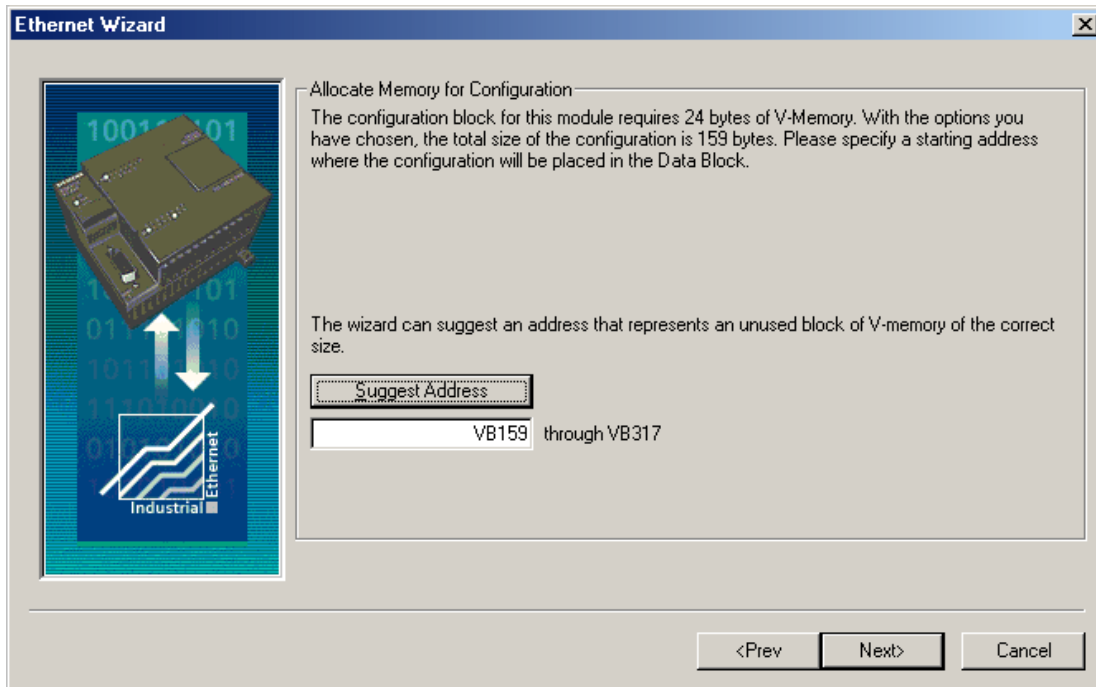 Ethernet Wizard
Allocate Memory for Configuration
The configuration block for this module requires 24 bytes of V-Memory. With the options you
have chosen, the total size of the configuration is 159 bytes. Please specify a starting address
where the configuration will be placed in the Data Block.
The wizard can suggest an address that represents an unused block of V-memory of the correct
size.
Suggest Address
VB159 through VB317
Industrial
Ethernet
<Prev
Next>
Cancel